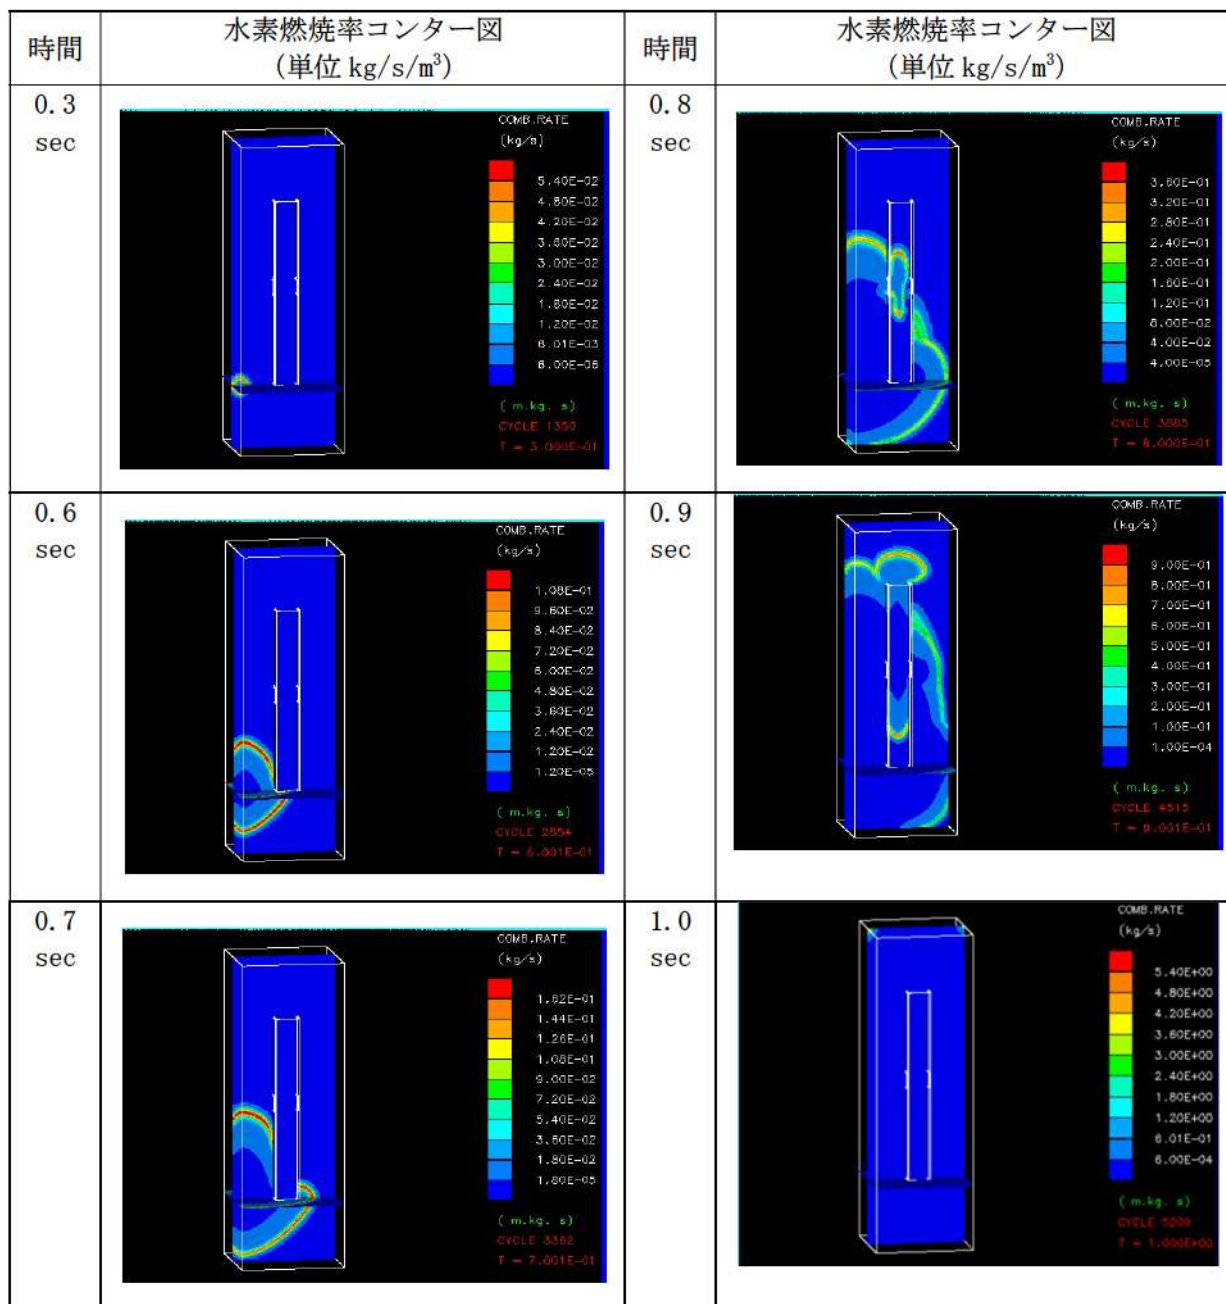 時間
水素燃焼率コンター図
(単位 kg/s/m³)
時間
水素燃焼率コンター図
(単位 kg/s/m³)
0.3
sec
COMB.RATE
(kg/s)
5.40E-02
4.80E-02
4.20E-02
3.60E-02
3.00E-02
2.40E-02
1.80E-02
1.20E-02
6.01E-03
6.00E-06
( m.kg. s)
CYCLE 1350
T = 3.000E-01
0.8
sec
COMB.RATE
(kg/s)
3.60E-01
3.20E-01
2.80E-01
2.40E-01
2.00E-01
1.60E-01
1.20E-01
8.00E-02
4.00E-02
4.00E-05
( m.kg. s)
CYCLE
T = 8.000E-01
0.6
sec
COMB.RATE
(kg/s)
1.08E-01
9.60E-02
8.40E-02
7.20E-02
6.00E-02
4.80E-02
3.60E-02
2.40E-02
1.20E-02
1.20E-05
( m.kg. s)
CYCLE 2854
T = 6.001E-01
0.9
sec
COMB.RATE
(kg/s)
9.00E-01
8.00E-01
7.00E-01
6.00E-01
5.00E-01
4.00E-01
3.00E-01
2.00E-01
1.00E-01
1.00E-04
( m.kg. s)
CYCLE 4515
T = 9.001E-01
0.7
sec
COMB.RATE
(kg/s)
1.62E-01
1.44E-01
1.26E-01
1.08E-01
9.00E-02
7.20E-02
5.40E-02
3.60E-02
1.80E-02
1.80E-05
( m.kg. s)
CYCLE 3362
T = 7.001E-01
1.0
sec
COMB.RATE
(kg/s)
5.40E+00
4.80E+00
4.20E+00
3.60E+00
3.00E+00
2.40E+00
1.80E+00
1.20E+00
6.01E-01
6.00E-04
( m.kg. s)
CYCLE
T = 1.000E+00